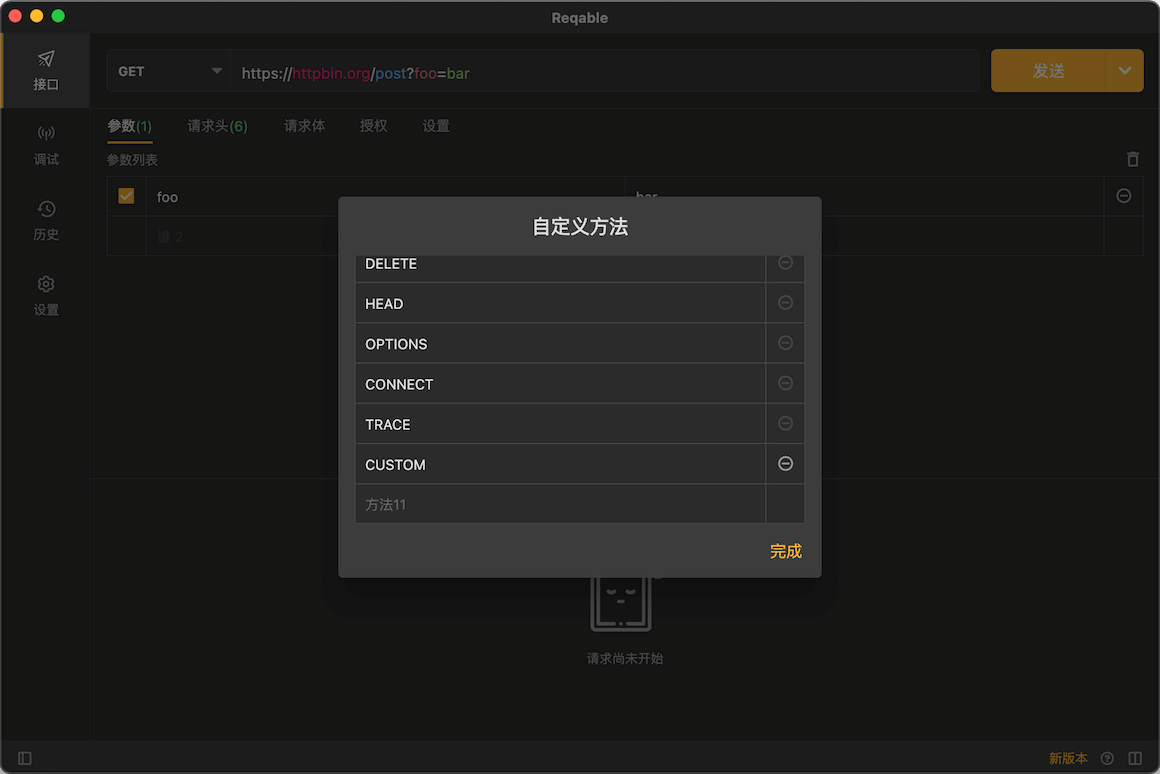 Reqable
接口
GET
https://httpbin.org/post?foo=bar
发送
参数(1)
请求头(6)
请求体
授权
设置
调试
参数列表
foo
bar
历史
键 2
设置
自定义方法
DELETE
HEAD
OPTIONS
CONNECT
TRACE
CUSTOM
方法11
完成
请求尚未开始
新版本